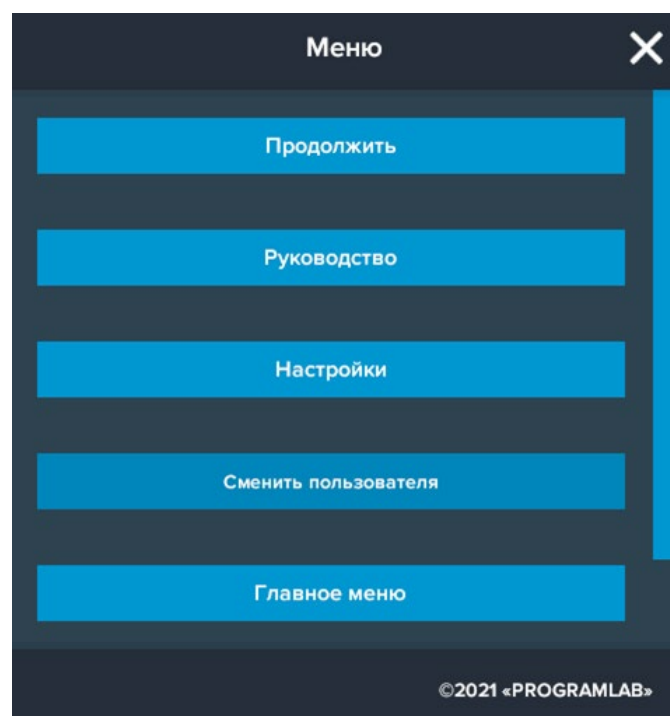 Меню
Продолжить
Руководство
Настройки
Сменить пользователя
Главное меню
©2021 «PROGRAMLAB»